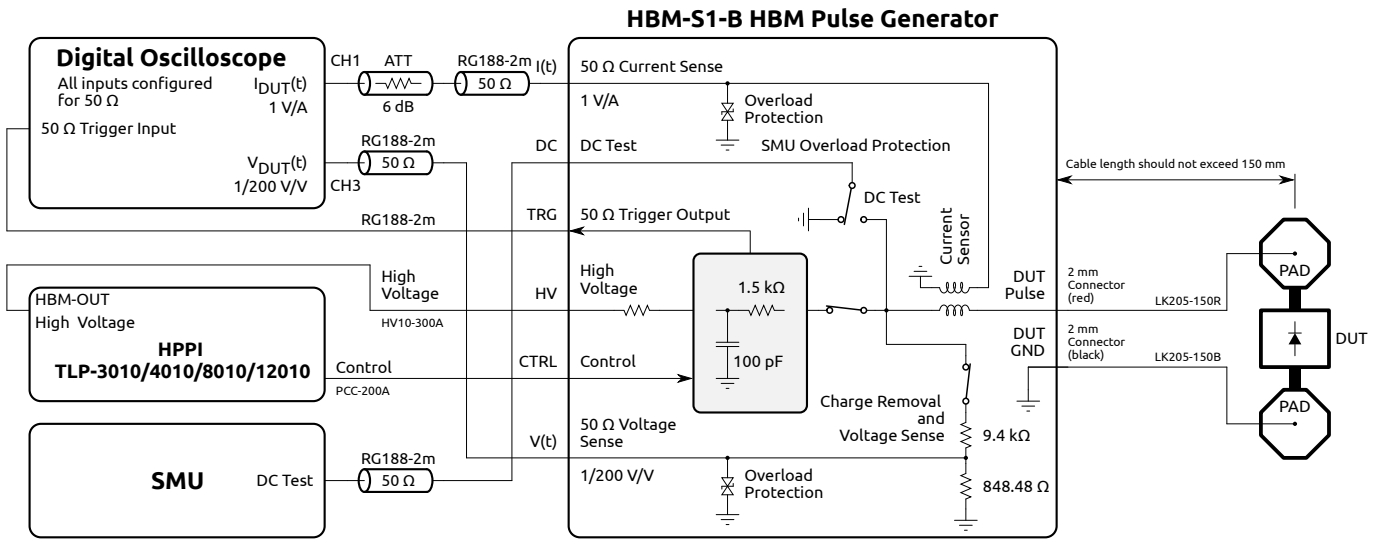 HBM-S1-B HBM Pulse Generator
Digital Oscilloscope
All inputs configured
for 50 Ω
I_DUT(t)
1 V/A
50 Ω Trigger Input
V_DUT(t)
1/200 V/V
CH1
ATT
6 dB
RG188-2m
50 Ω
I(t)
CH3
RG188-2m
50 Ω
RG188-2m
50 Ω Current Sense
1 V/A
Overload
Protection
DC
DC Test
SMU Overload Protection
DC Test
TRG
50 Ω Trigger Output
Current
Sensor
Cable length should not exceed 150 mm
HBM-OUT
High Voltage
HPPI
TLP-3010/4010/8010/12010
High
Voltage
HV10-300A
HV
High
Voltage
1.5 kΩ
100 pF
DUT
Pulse
2 mm
Connector
(red)
LK205-150R
PAD
DUT
GND
2 mm
Connector
(black)
LK205-150B
DUT
PAD
Control
PCC-200A
CTRL
Control
Charge Removal
and
Voltage Sense
9.4 kΩ
848.48 Ω
V(t)
50 Ω Voltage
Sense
1/200 V/V
Overload
Protection
SMU
DC Test
RG188-2m
50 Ω